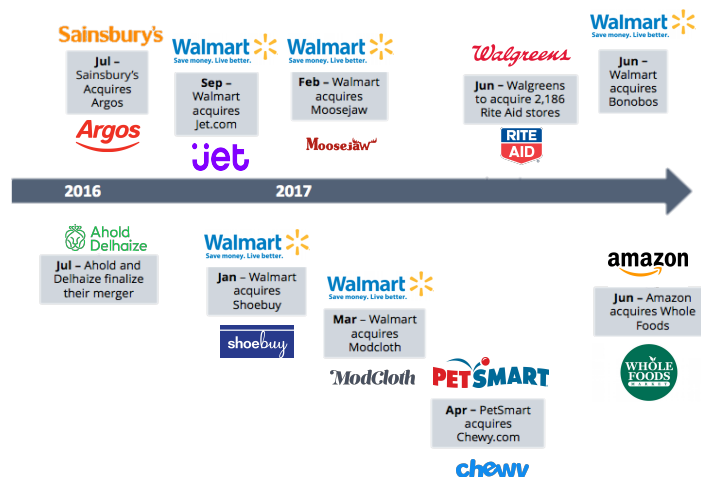 Sainsbury's
Jul –
Sainsbury's
Acquires
Argos
Argos
Walmart
Save money. Live better.
Sep –
Walmart
acquires
Jet.com
jet
Walmart
Save money. Live better.
Feb – Walmart
acquires
Moosejaw
Moosejaw
Walgreens
Jun – Walgreens
to acquire 2,186
Rite Aid stores
RITE
AID
Walmart
Save money. Live better.
Jun –
Walmart
acquires
Bonobos
2016
2017
Ahold
Delhaize
Jul – Ahold and
Delhaize finalize
their merger
Walmart
Save money. Live better.
Jan – Walmart
acquires
Shoebuy
shoebuy
Walmart
Save money. Live better.
Mar – Walmart
acquires
Modcloth
ModCloth
PETSMART
Apr – PetSmart
acquires
Chewy.com
chewy
amazon
Jun – Amazon
acquires Whole
Foods
WHOLE
FOODS
MARKET